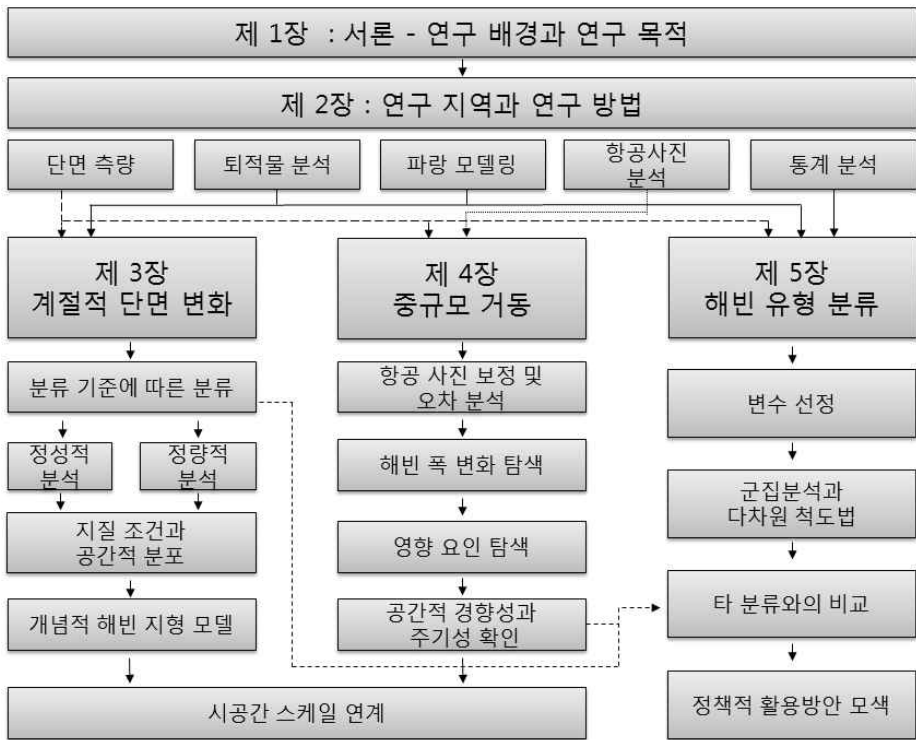 제 1장 : 서론 - 연구 배경과 연구 목적
제 2장 : 연구 지역과 연구 방법
단면 측량
퇴적물 분석
파랑 모델링
항공사진
분석
통계 분석
제 3장
계절적 단면 변화
분류 기준에 따른 분류
정성적
분석
정량적
분석
지질 조건과
공간적 분포
개념적 해빈 지형 모델
제 4장
중규모 거동
항공 사진 보정 및
오차 분석
해빈 폭 변화 탐색
영향 요인 탐색
공간적 경향성과
주기성 확인
시공간 스케일 연계
제 5장
해빈 유형 분류
변수 선정
군집분석과
다차원 척도법
타 분류와의 비교
정책적 활용방안 모색